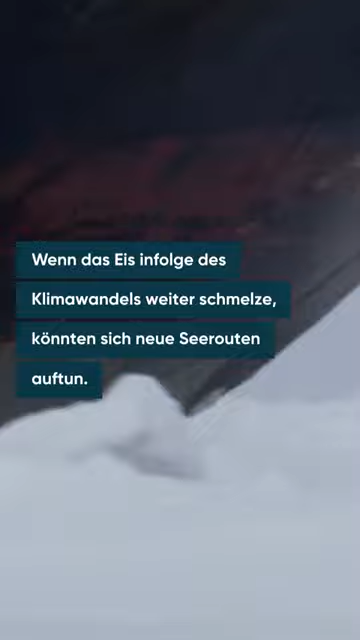 Wenn das Eis infolge des
Klimawandels weiter schmelze,
könnten sich neue Seerouten
auftun.